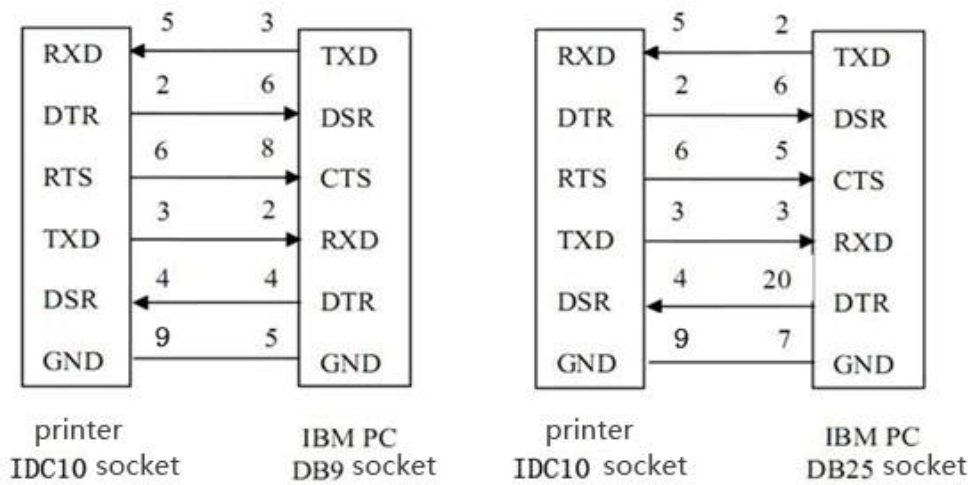 5 3
RXD TXD
2 6
DTR DSR
6 8
RTS CTS
3 2
TXD RXD
4 4
DSR DTR
9 5
GND GND
printer
IDC10 socket
IBM PC
DB9 socket
5 2
RXD TXD
2 6
DTR DSR
6 5
RTS CTS
3 3
TXD RXD
4 20
DSR DTR
9 7
GND GND
printer
IDC10 socket
IBM PC
DB25 socket